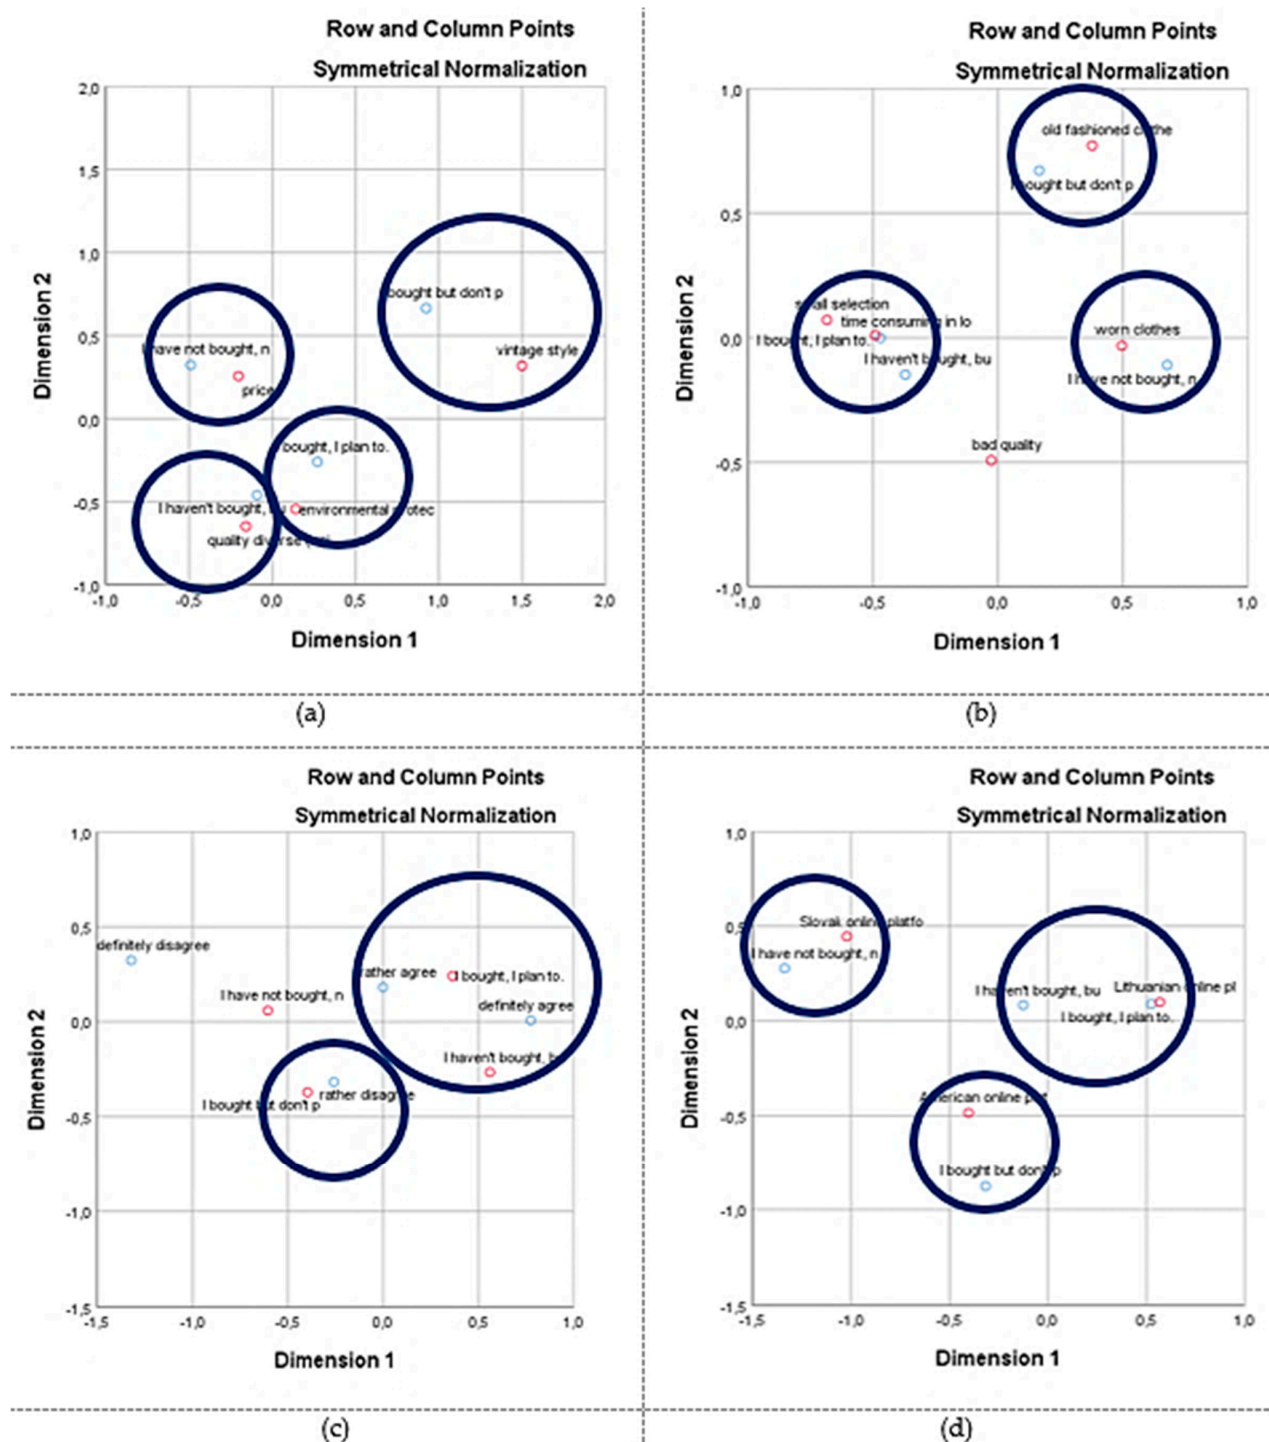 Row and Column Points
Symmetrical Normalization
2,0
1,5
1,0
0,5
0,0
-0,5
-1,0
-1,0 -0,5 0,0 0,5 1,0 1,5 2,0
Dimension 2
Dimension 1
bought but don't p
vintage style
I have not bought, n
price
bought, I plan to.
I haven't bought,
environmental protec
quality diverse
(a)
Row and Column Points
Symmetrical Normalization
1,0
0,5
0,0
-0,5
-1,0
-1,0 -0,5 0,0 0,5 1,0
Dimension 2
Dimension 1
old fashioned clothe
I bought but don't p
small selection
time consuming in lo
I bought, I plan to.
I haven't bought, bu
worn clothes
I have not bought, n
bad quality
(b)
Row and Column Points
Symmetrical Normalization
1,0
0,5
0,0
-0,5
-1,0
-1,5
-1,5 -1,0 -0,5 0,0 0,5 1,0
Dimension 2
Dimension 1
definitely disagree
rather agree
I bought, I plan to.
I have not bought, n
definitely agree
I haven't bought, b
rather disagree
I bought but don't p
(c)
Row and Column Points
Symmetrical Normalization
1,0
0,5
0,0
-0,5
-1,0
-1,5
-1,5 -1,0 -0,5 0,0 0,5 1,0
Dimension 2
Dimension 1
Slovak online platfo
I have not bought, n
I haven't bought, bu
Lithuanian online pl
I bought, I plan to.
American online plat
I bought but don't p
(d)